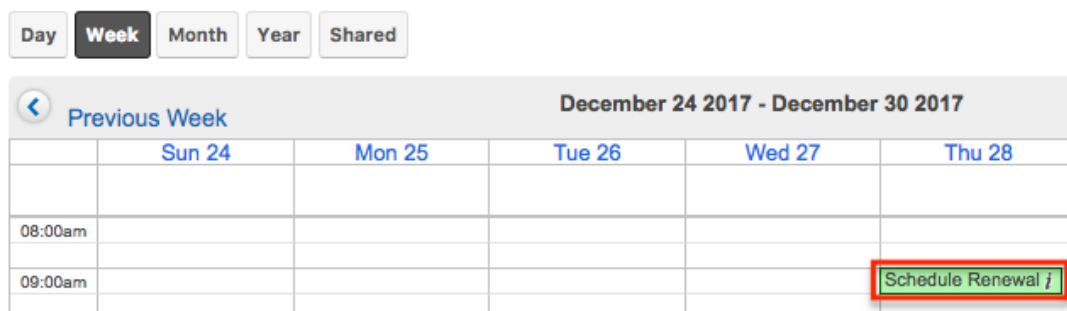 Day Week Month Year Shared
Previous Week December 24 2017 - December 30 2017
Sun 24 Mon 25 Tue 26 Wed 27 Thu 28
08:00am
09:00am Schedule Renewal i